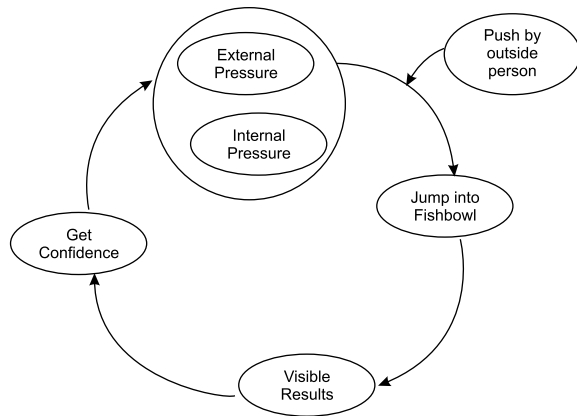 External
Pressure
Internal
Pressure
Push by
outside
person
Jump into
Fishbowl
Get
Confidence
Visible
Results